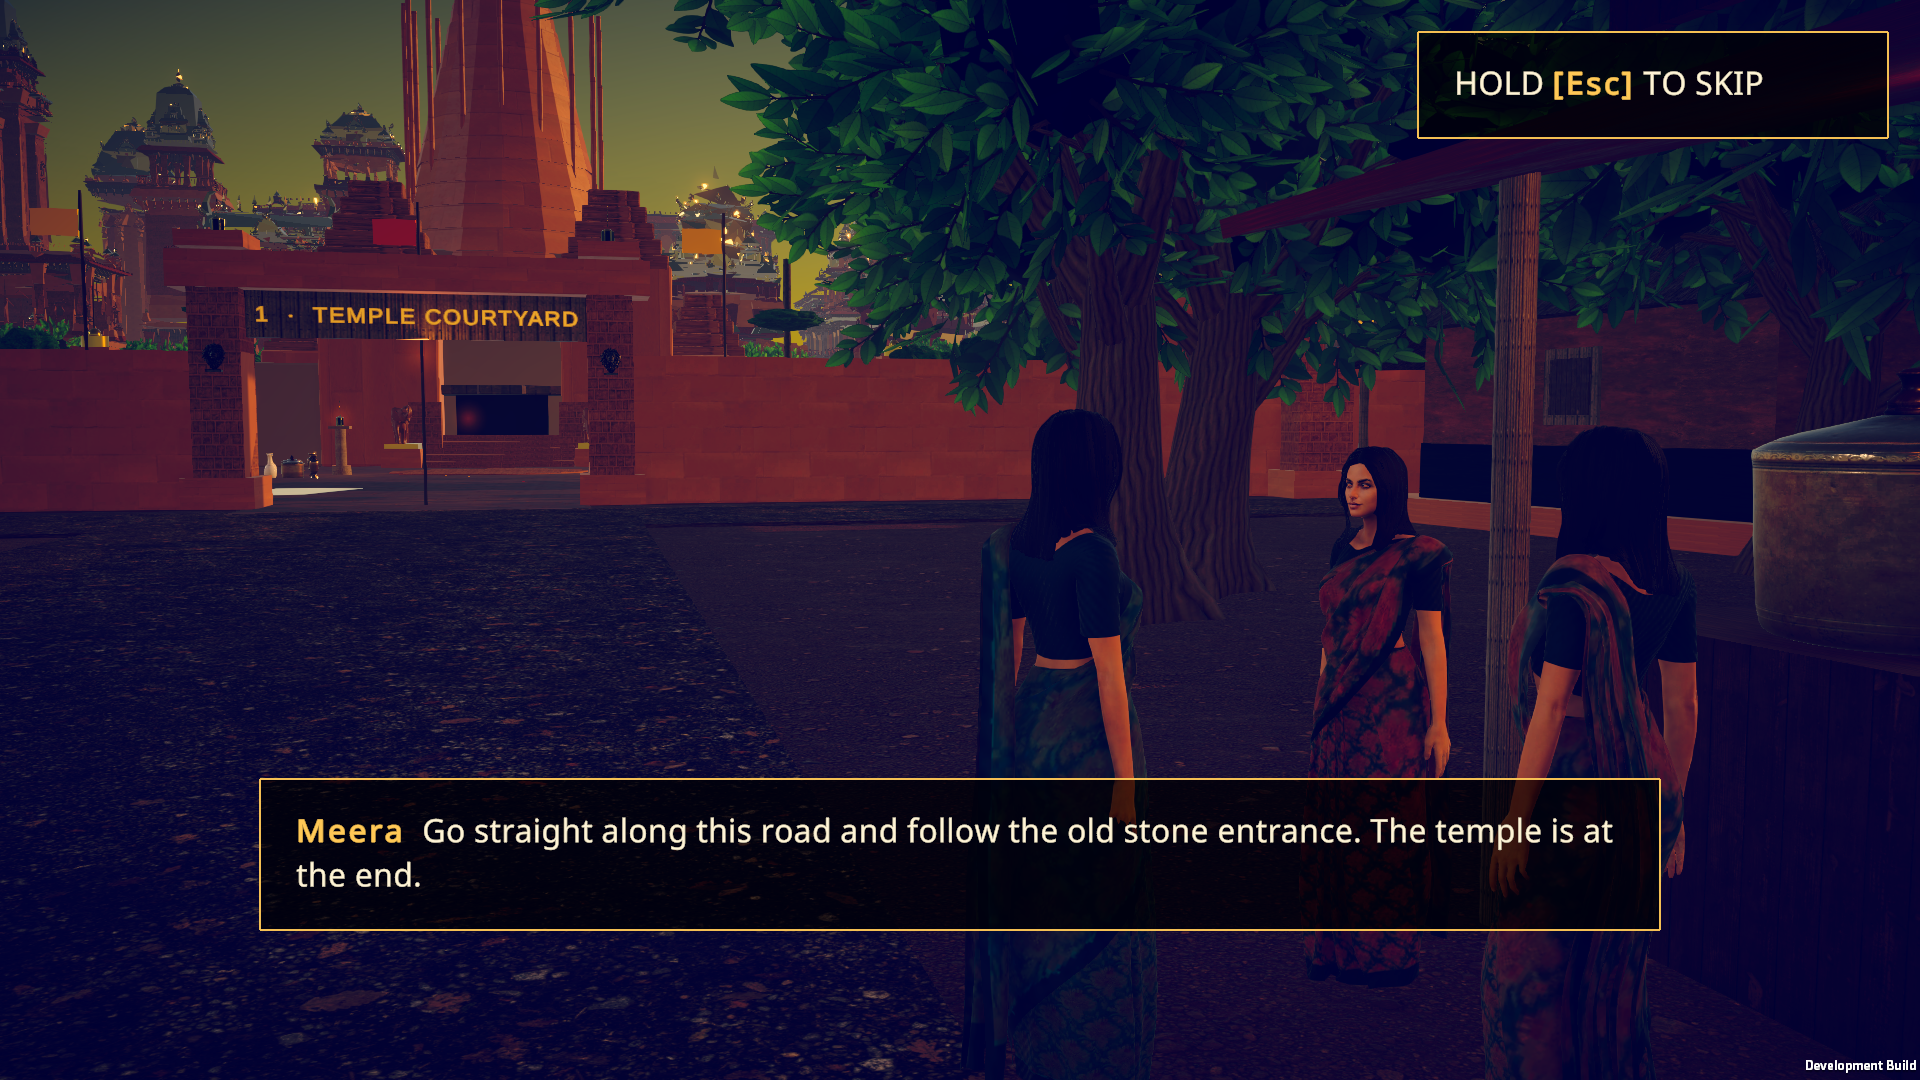 HOLD [Esc] TO SKIP
1 · TEMPLE COURTYARD
Meera Go straight along this road and follow the old stone entrance. The temple is at
the end.
Development Build